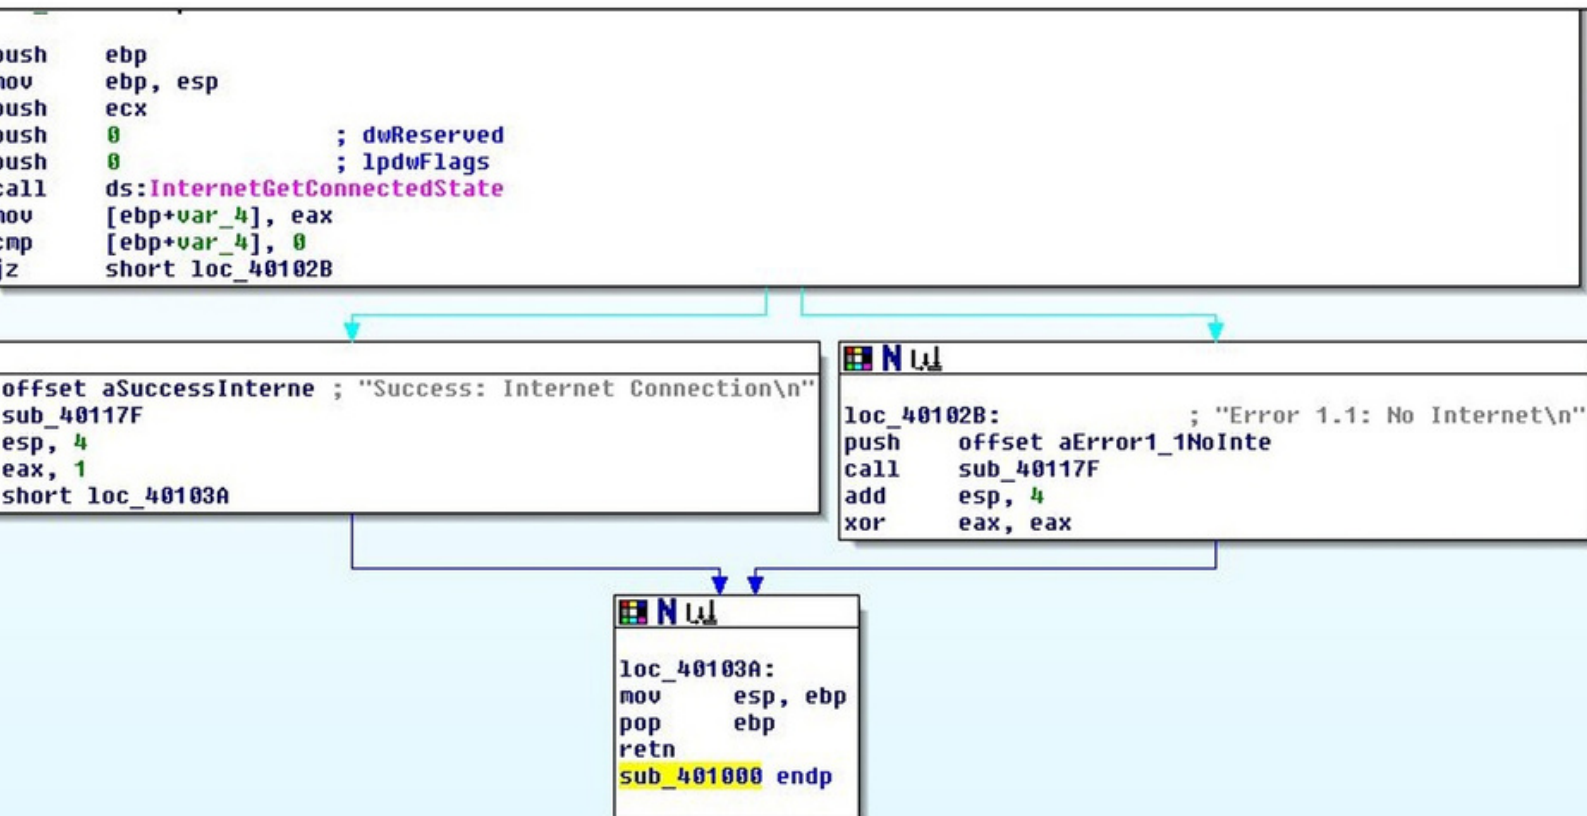 push ebp
mov ebp, esp
push ecx
push 0 ; dwReserved
push 0 ; lpdwFlags
call ds:InternetGetConnectedState
mov [ebp+var_4], eax
cmp [ebp+var_4], 0
jz short loc_40102B
offset aSuccessInterne ; "Success: Internet Connection\n"
sub_40117F
esp, 4
eax, 1
short loc_40103A
loc_40102B: ; "Error 1.1: No Internet\n"
push offset aError1_1NoInte
call sub_40117F
add esp, 4
xor eax, eax
loc_40103A:
mov esp, ebp
pop ebp
retn
sub_401000 endp